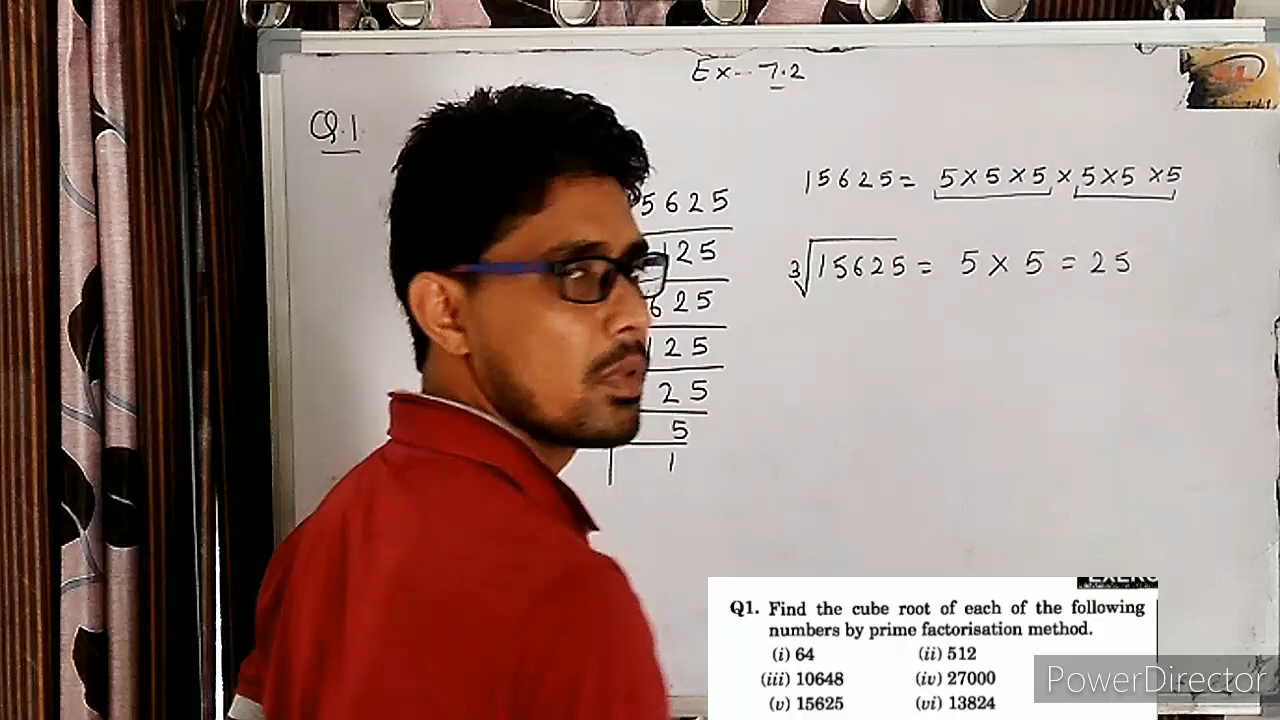 Ex - 7.2
Q.1
5625
125
625
125
25
5
1
15625 = 5×5×5×5×5×5
3√15625 = 5 × 5 = 25
Q1. Find the cube root of each of the following
numbers by prime factorisation method.
(i) 64 (ii) 512
(iii) 10648 (iv) 27000
(v) 15625 (vi) 13824
PowerDirector